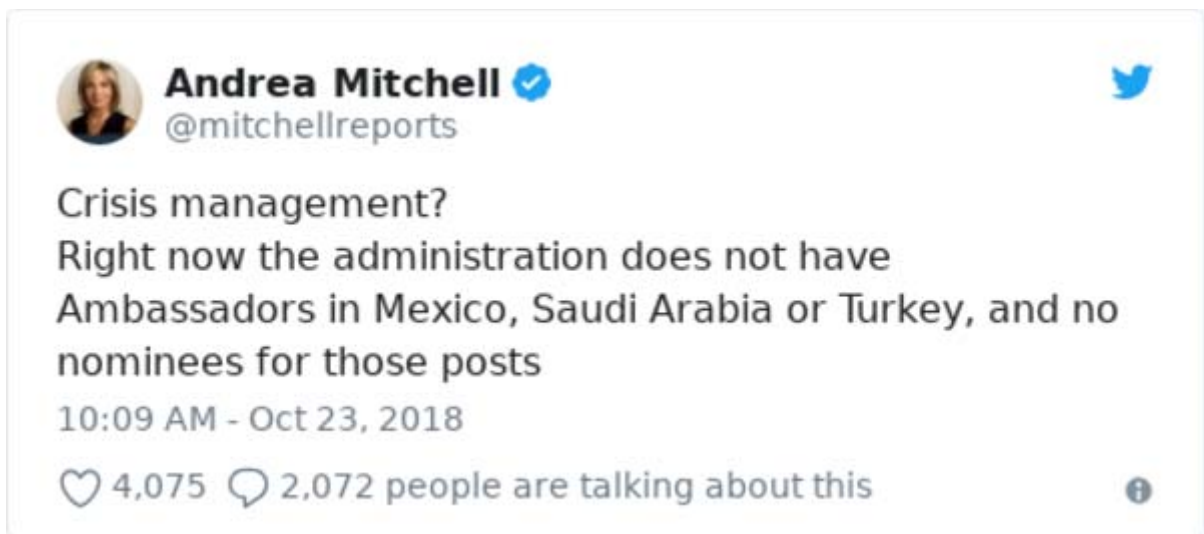 Andrea Mitchell
@mitchellreports
Crisis management?
Right now the administration does not have
Ambassadors in Mexico, Saudi Arabia or Turkey, and no
nominees for those posts
10:09 AM - Oct 23, 2018
4,075 2,072 people are talking about this